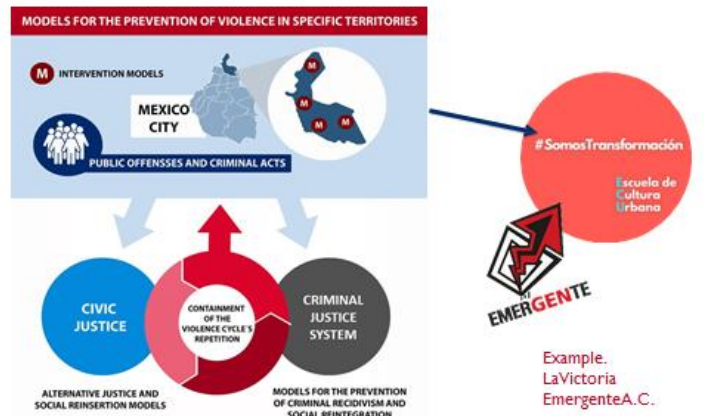 MODELS FOR THE PREVENTION OF VIOLENCE IN SPECIFIC TERRITORIES
M
INTERVENTION MODELS
MEXICO
CITY
M
M
M
M
PUBLIC OFFENSSES AND CRIMINAL ACTS
#SomosTransformación
Escuela de
Cultura
Urbana
EMERGENTE
CIVIC
JUSTICE
CONTAINMENT
OF THE
VIOLENCE CYCLE'S
REPETITION
CRIMINAL
JUSTICE
SYSTEM
ALTERNATIVE JUSTICE AND
SOCIAL REINSERTION MODELS
MODELS FOR THE PREVENTION
OF CRIMINAL RECIDIVISM AND
SOCIAL REINTEGRATION
Example.
LaVictoria
EmergenteA.C.